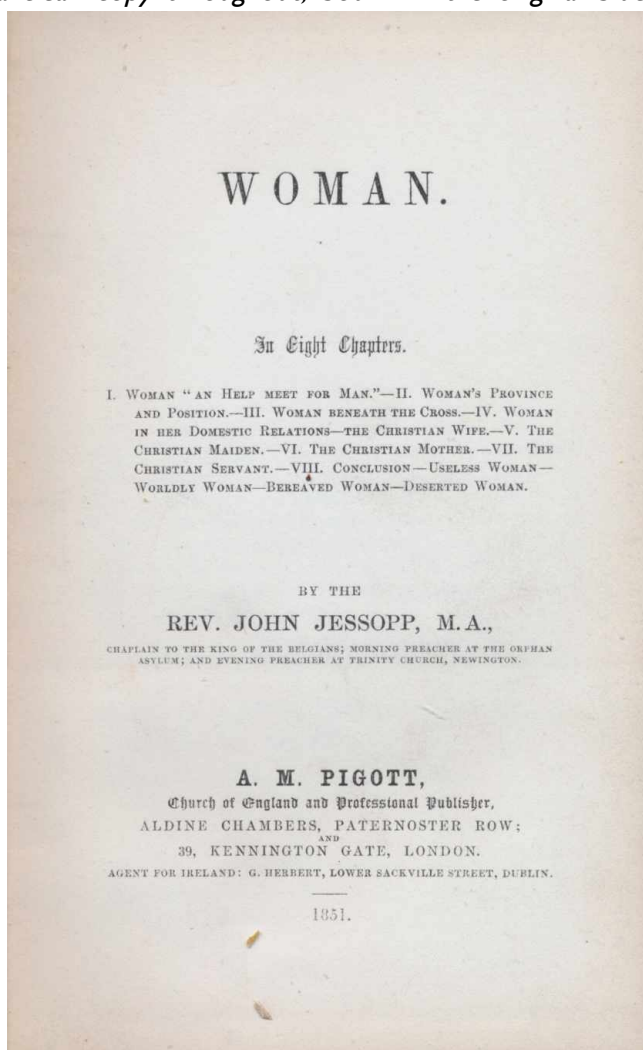 WOMAN.
In Eight Chapters.
I. WOMAN "AN HELP MEET FOR MAN."—II. WOMAN'S PROVINCE
AND POSITION.—III. WOMAN BENEATH THE CROSS.—IV. WOMAN
IN HER DOMESTIC RELATIONS—THE CHRISTIAN WIFE.—V. THE
CHRISTIAN MAIDEN.—VI. THE CHRISTIAN MOTHER.—VII. THE
CHRISTIAN SERVANT.—VIII. CONCLUSION—USELESS WOMAN—
WORLDLY WOMAN—BEREAVED WOMAN—DESERTED WOMAN.
BY THE
REV. JOHN JESSOPP, M.A.,
CHAPLAIN TO THE KING OF THE BELGIANS; MORNING PREACHER AT THE ORPHAN
ASYLUM; AND EVENING PREACHER AT TRINITY CHURCH, NEWINGTON.
A. M. PIGOTT,
Church of England and Professional Publisher,
ALDINE CHAMBERS, PATERNOSTER ROW;
AND
39, KENNINGTON GATE, LONDON.
AGENT FOR IRELAND: G. HERBERT, LOWER SACKVILLE STREET, DUBLIN.
1851.